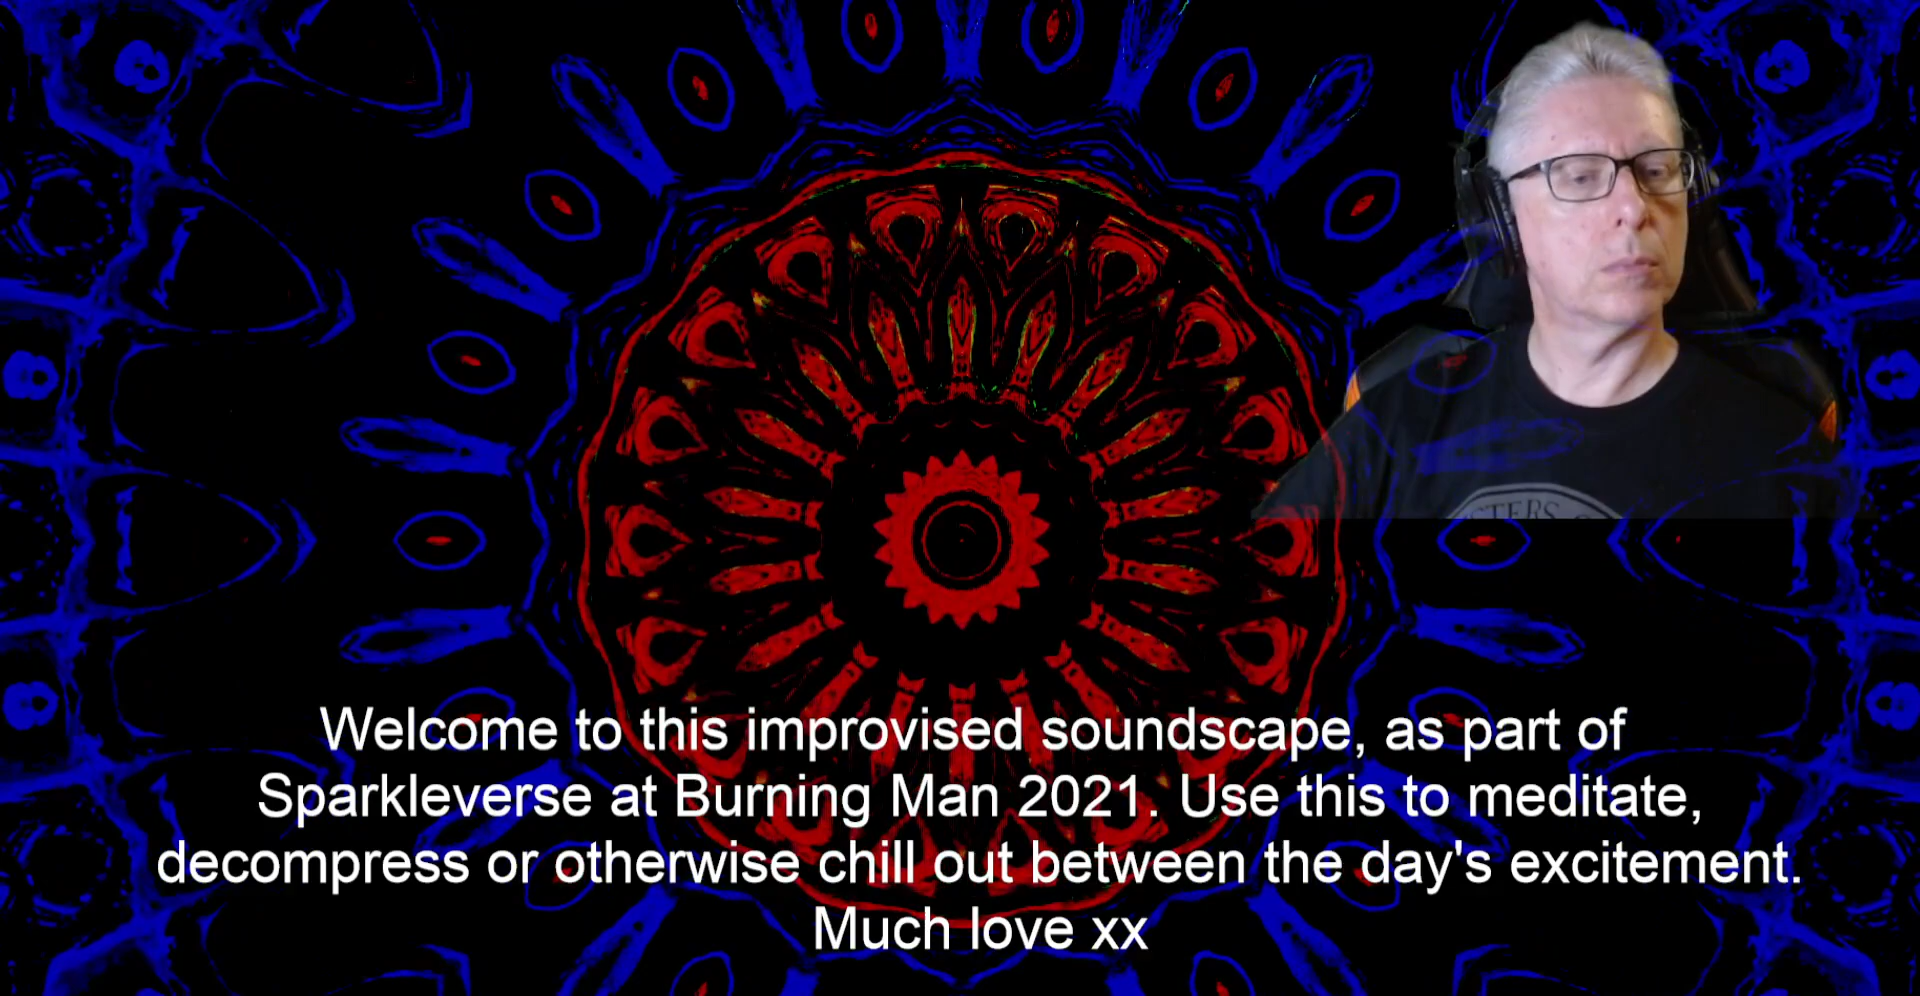 STERS
Welcome to this improvised soundscape, as part of
Sparkleverse at Burning Man 2021. Use this to meditate,
decompress or otherwise chill out between the day's excitement.
Much love xx